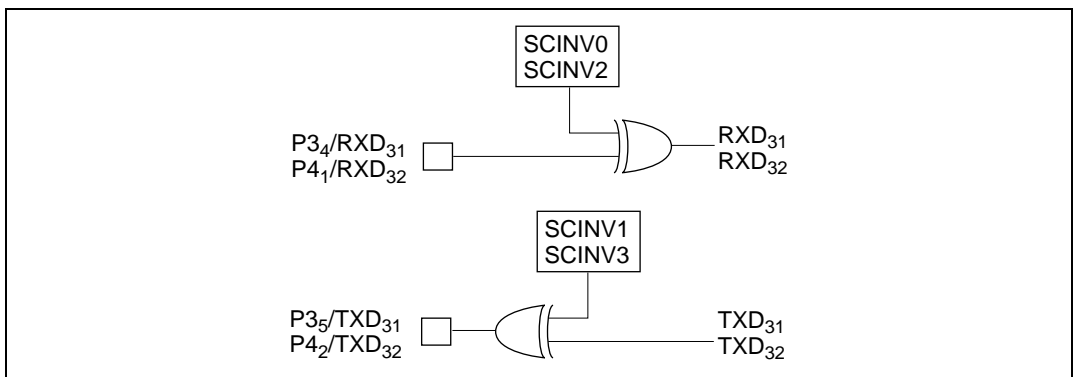 SCINV0
SCINV2
P3₄/RXD₃₁
P4₁/RXD₃₂
RXD₃₁
RXD₃₂
SCINV1
SCINV3
P3₅/TXD₃₁
P4₂/TXD₃₂
TXD₃₁
TXD₃₂